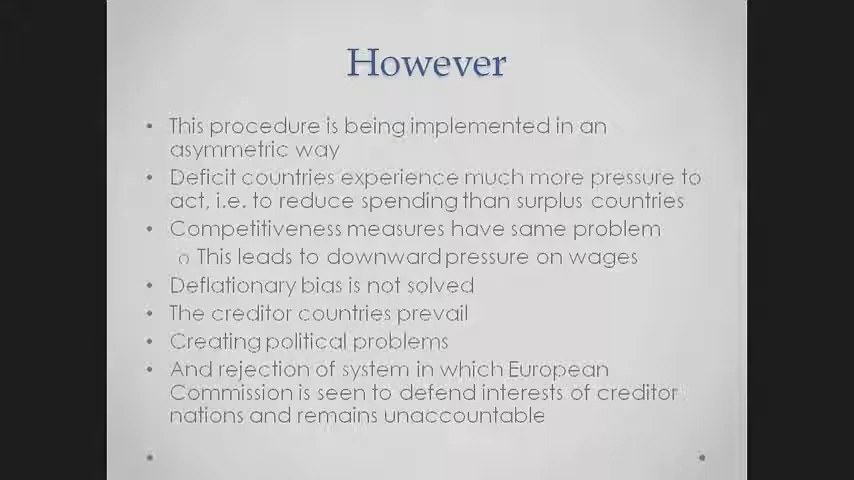 However
• This procedure is being implemented in an
asymmetric way
• Deficit countries experience much more pressure to
act, i.e. to reduce spending than surplus countries
• Competitiveness measures have same problem
o This leads to downward pressure on wages
• Deflationary bias is not solved
• The creditor countries prevail
• Creating political problems
• And rejection of system in which European
Commission is seen to defend interests of creditor
nations and remains unaccountable